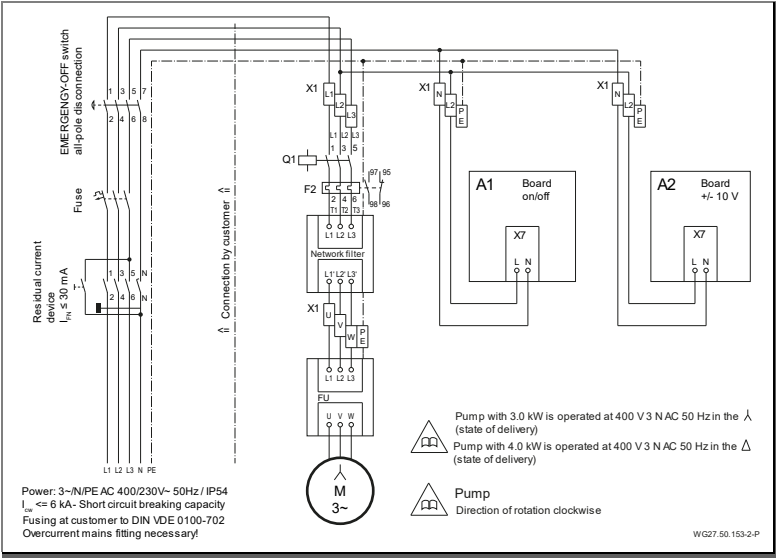 EMERGENGY-OFF switch
all-pole disconnection
1 3 5 7
2 4 6 8
Fuse
Residual current
device
I_FN ≤ 30 mA
1 3 5 N
2 4 6 N
L1 L2 L3 N PE
<= Connection by customer =>
X1
L1
L2
L3
L1 L2 L3
Q1
1 3 5
F2
97 95
98 96
2 4 6
T1 T2 T3
L1 L2 L3
Network filter
L1' L2' L3'
X1
U
V
W
P
E
L1 L2 L3
FU
U V W
M
3~
X1
N
L2
P
E
A1 Board
on/off
X7
L N
X1
N
L2
P
E
A2 Board
+/- 10 V
X7
L N
Pump with 3.0 kW is operated at 400 V 3 N AC 50 Hz in the
(state of delivery)
Pump with 4.0 kW is operated at 400 V 3 N AC 50 Hz in the Δ
(state of delivery)
Pump
Direction of rotation clockwise
Power: 3~/N/PE AC 400/230V~ 50Hz / IP54
I_cw <= 6 kA- Short circuit breaking capacity
Fusing at customer to DIN VDE 0100-702
Overcurrent mains fitting necessary!
WG27.50.153-2-P